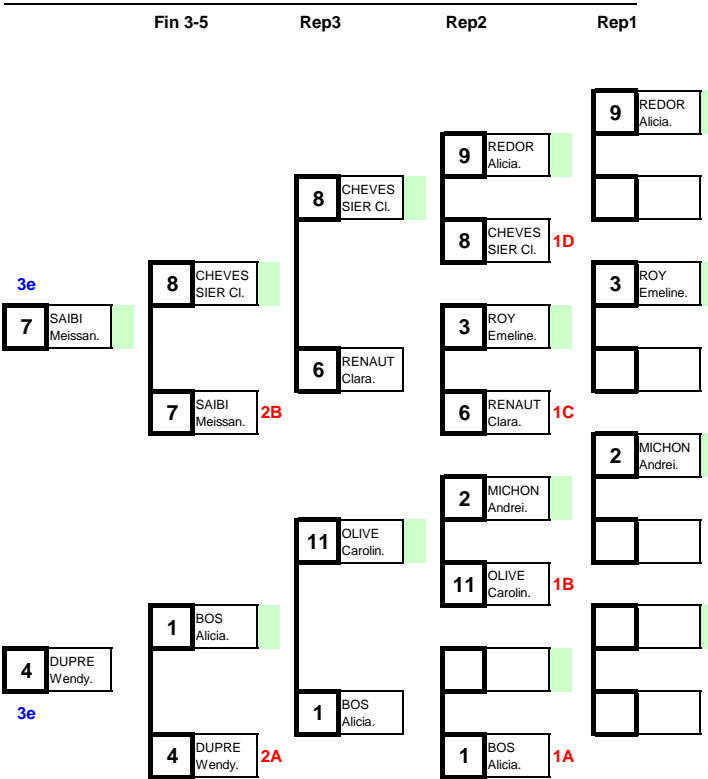 Fin 3-5 Rep3 Rep2 Rep1
9 REDOR
Alicia.
9 REDOR
Alicia.
8 CHEVES
SIER Cl.
8 CHEVES
SIER Cl. 1D
3e
8 CHEVES
SIER Cl.
3 ROY
Emeline.
7 SAIBI
Meissan.
3 ROY
Emeline.
6 RENAUT
Clara.
7 SAIBI
Meissan. 2B
6 RENAUT
Clara. 1C
2 MICHON
Andrei.
2 MICHON
Andrei.
11 OLIVE
Carolin.
11 OLIVE
Carolin. 1B
1 BOS
Alicia.
4 DUPRE
Wendy.
3e
1 BOS
Alicia.
4 DUPRE
Wendy. 2A
1 BOS
Alicia. 1A